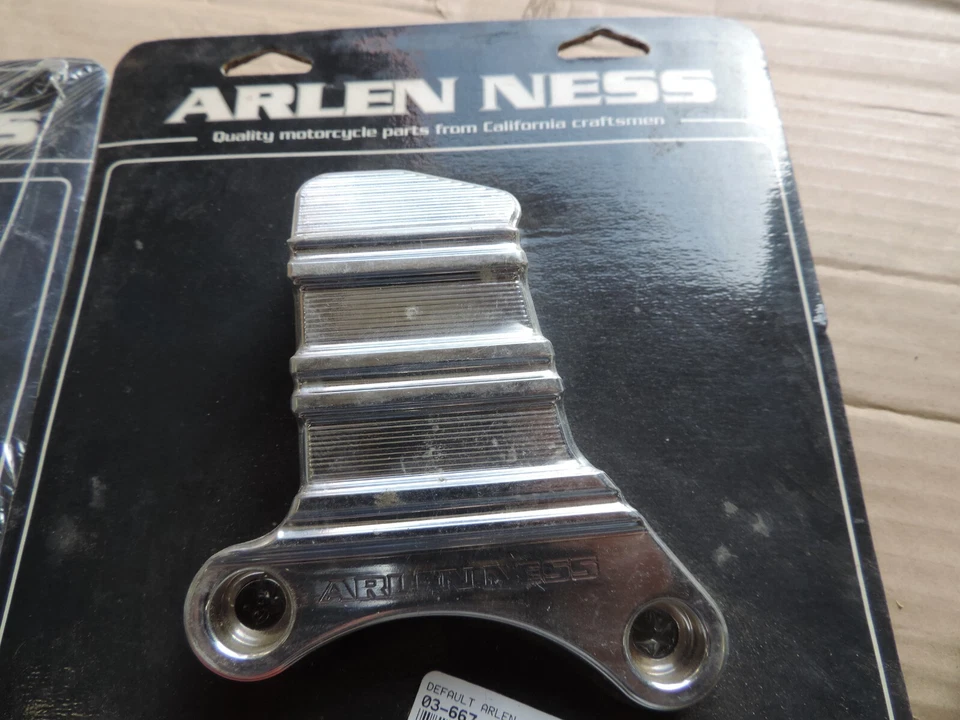 ARLEN NESS
Quality motorcycle parts from California craftsmen
S
ARLEN NESS
DEFAULT ARLEN
03-667